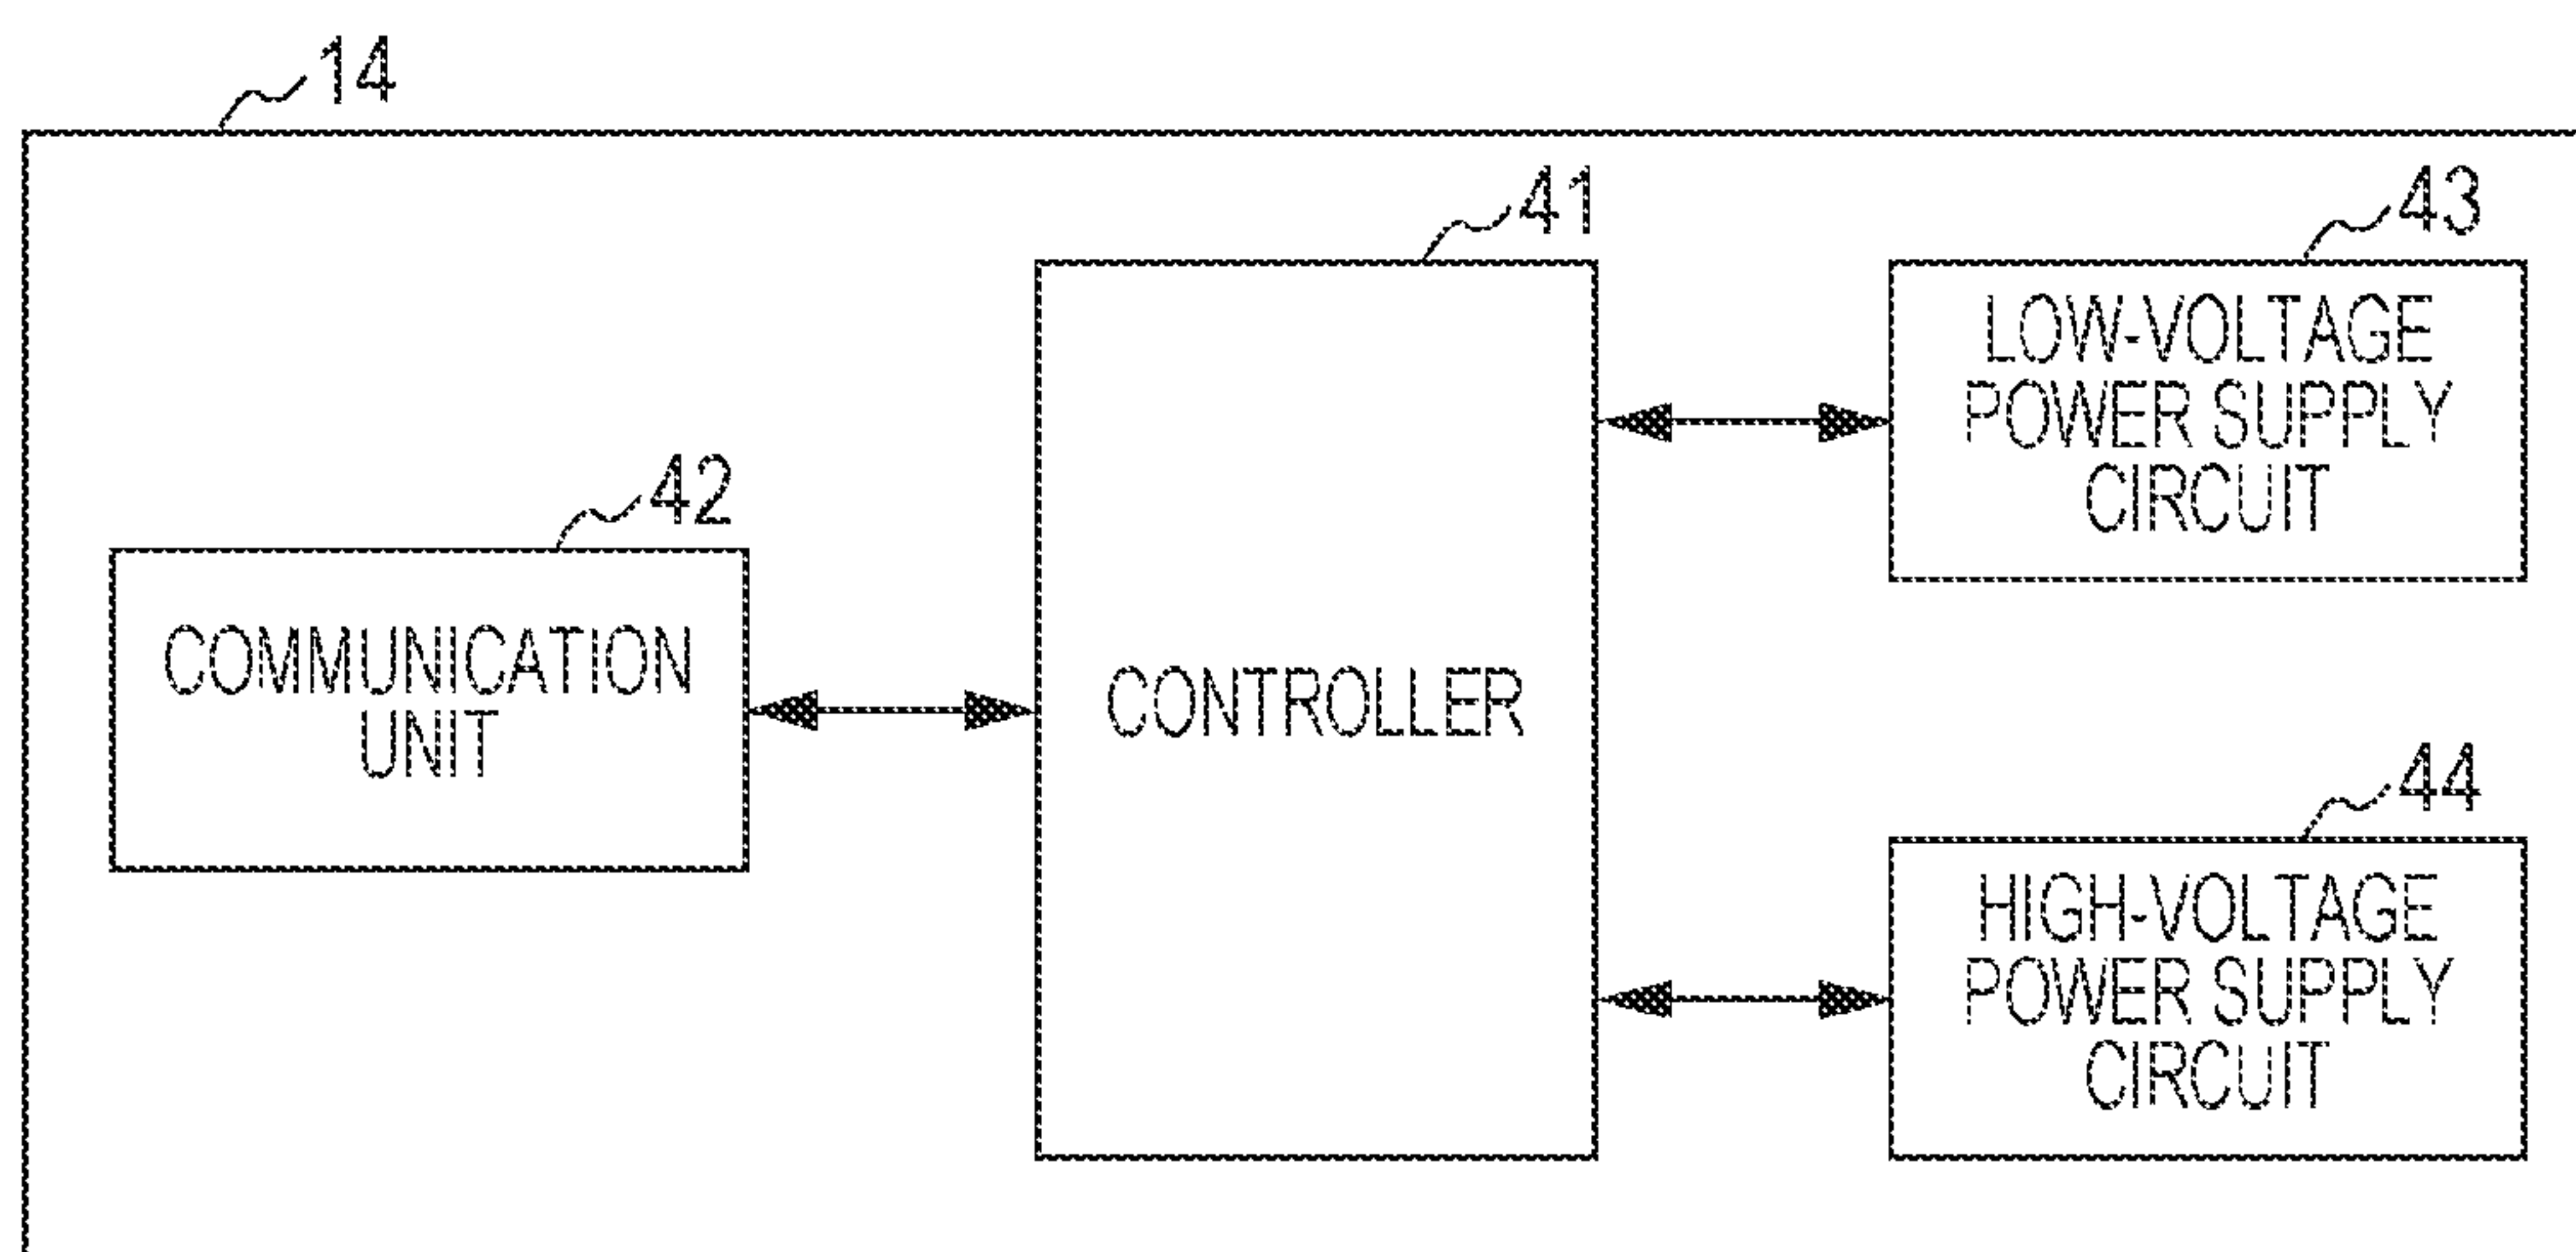 14
41
43
LOW-VOLTAGE
POWER SUPPLY
CIRCUIT
42
COMMUNICATION
UNIT
CONTROLLER
44
HIGH-VOLTAGE
POWER SUPPLY
CIRCUIT